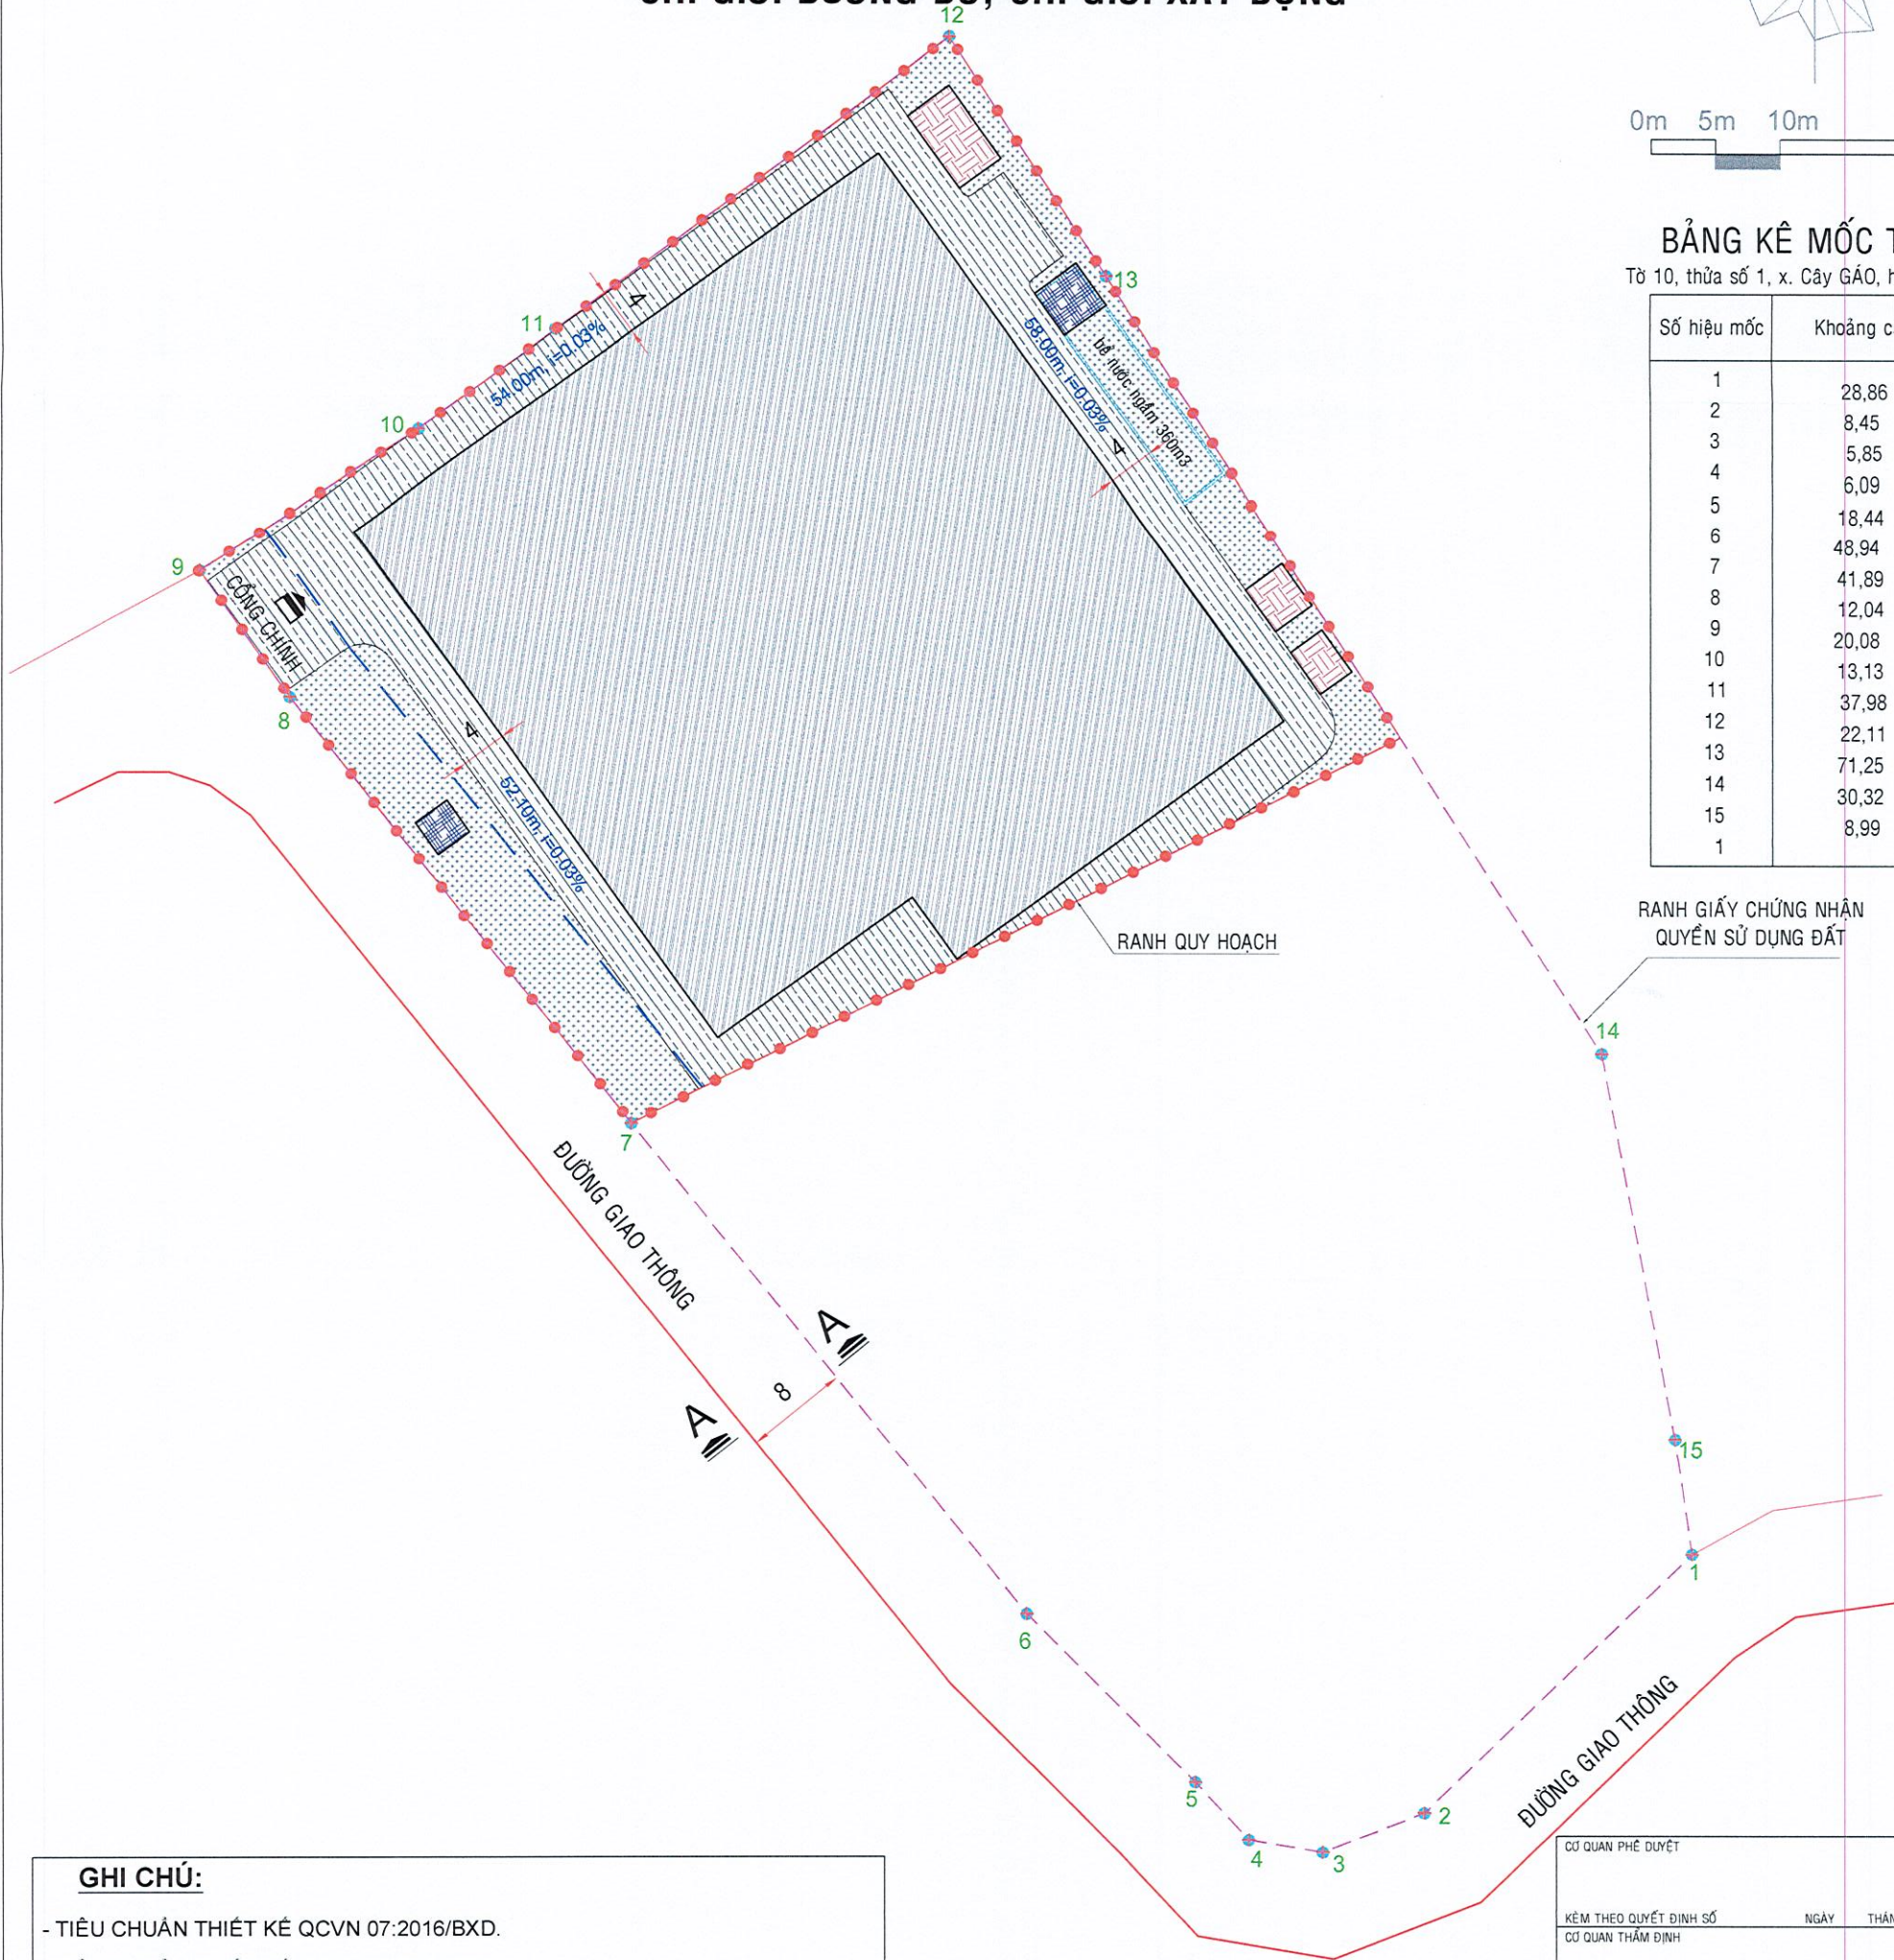 12
0m 5m 10m
BẢNG KÊ MỐC
Tờ 10, thửa số 1, x. Cây GÁO,
Số hiệu mốc Khoảng
1
28,86
2
8,45
3
5,85
4
6,09
5
18,44
6
48,94
7
41,89
8
12,04
9
20,08
10
13,13
11
37,98
12
22,11
13
71,25
14
30,32
15
8,99
1
13
11
4
54.00m, i=0.03%
58.00m, i=0.03%
bể nước ngầm 360m3
10
4
9
CỔNG CHÍNH
8
4
52.10m, i=0.03%
RANH QUY HOẠCH
RANH GIẤY CHỨNG NHẬN
QUYỀN SỬ DỤNG ĐẤT
14
7
ĐƯỜNG GIAO THÔNG
A
8
A
15
1
6
ĐƯỜNG GIAO THÔNG
5
2
4
3
GHI CHÚ:
- TIÊU CHUẨN THIẾT KẾ QCVN 07:2016/BXD.
CƠ QUAN PHÊ DUYỆT
KÈM THEO QUYẾT ĐỊNH SỐ NGÀY
CƠ QUAN THẨM ĐỊNH